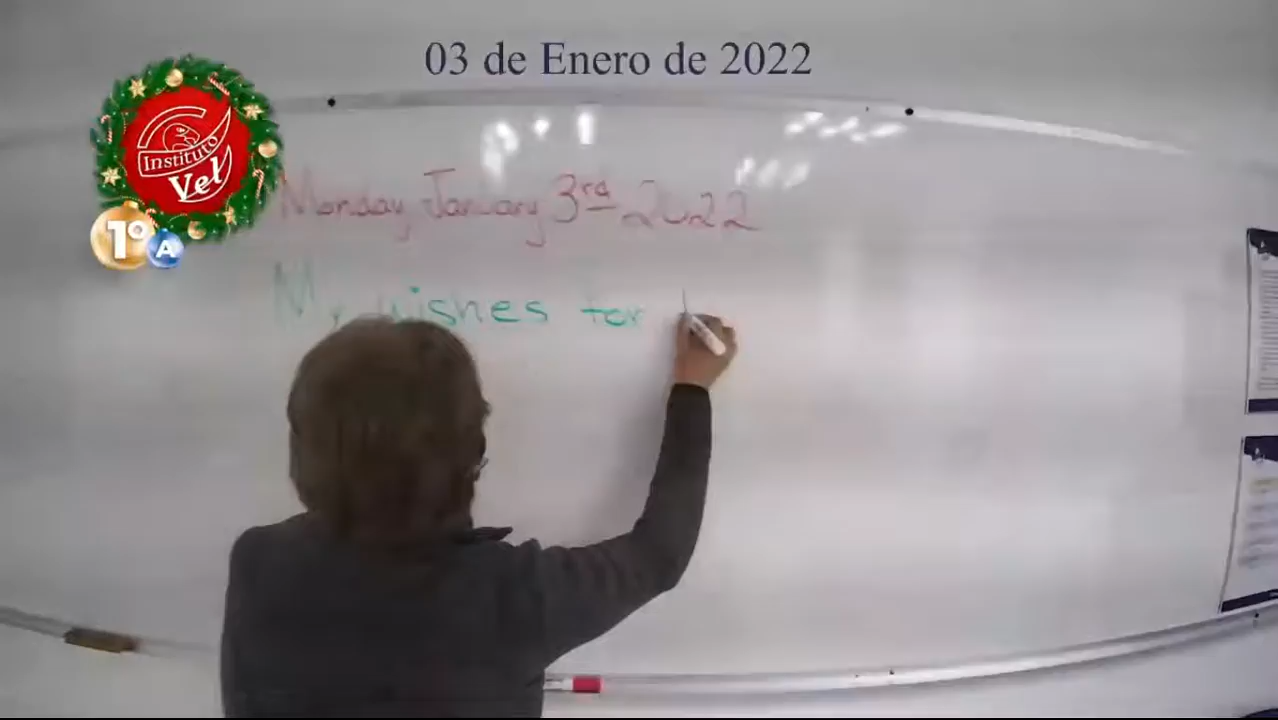 03 de Enero de 2022
Instituto
Vel
1º A
Monday January 3rd 2022
My wishes for